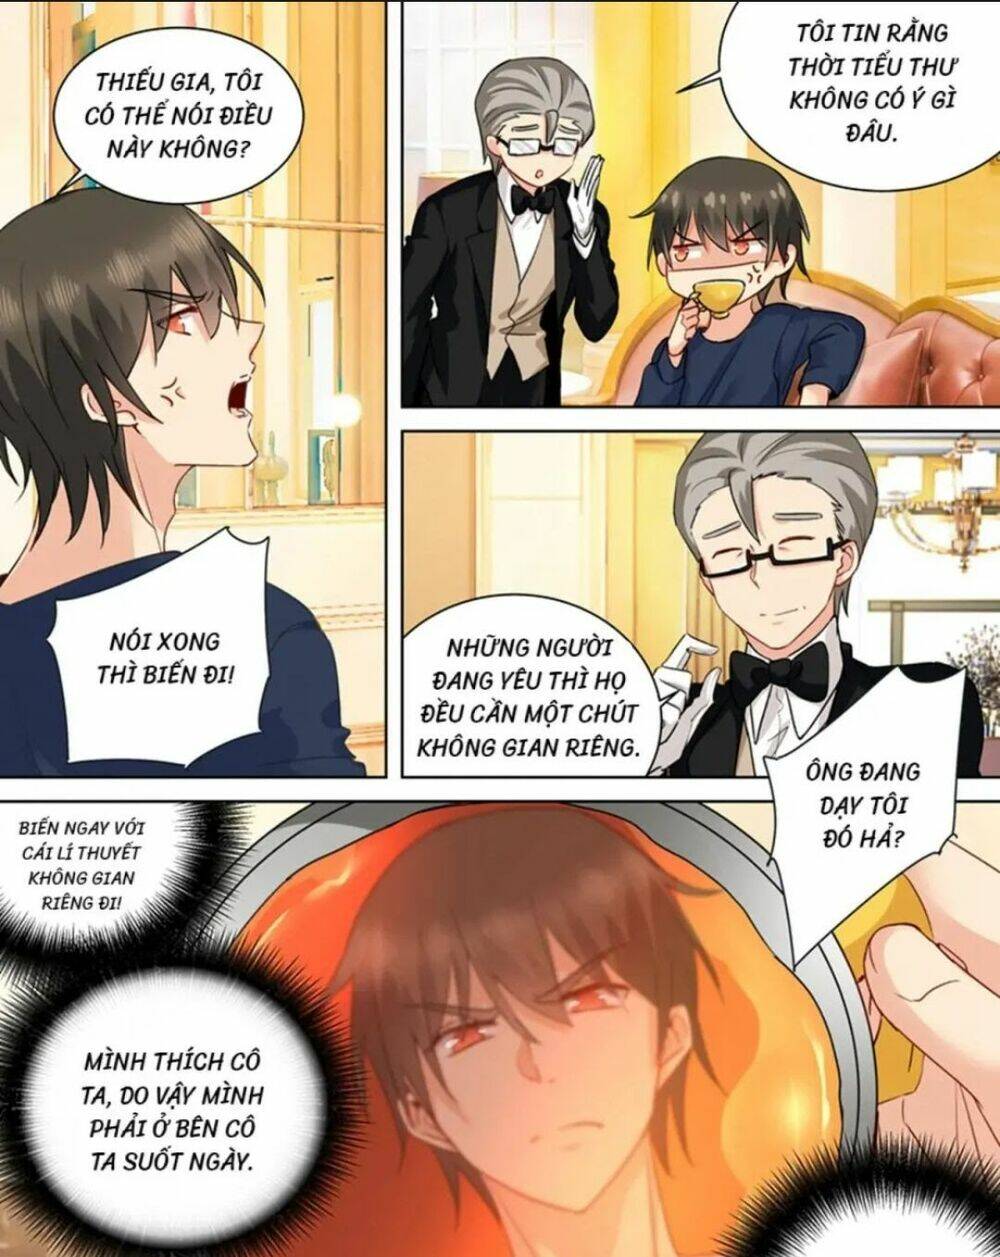 THIẾU GIA, TÔI
CÓ THỂ NÓI ĐIỀU
NÀY KHÔNG?
NÓI XONG
THÌ BIẾN ĐI!
TÔI TIN RẰNG
THỜI TIỂU THƯ
KHÔNG CÓ Ý GÌ
ĐÂU.
NHỮNG NGƯỜI
ĐANG YÊU THÌ HỌ
ĐỀU CẦN MỘT CHÚT
KHÔNG GIAN RIÊNG.
ÔNG ĐANG
DẠY TÔI
ĐÓ HẢ?
BIẾN NGAY VỚI
CÁI LÍ THUYẾT
KHÔNG GIAN
RIÊNG ĐI!
MÌNH THÍCH CÔ
TA, DO VẬY MÌNH
PHẢI Ở BÊN CÔ
TA SUỐT NGÀY.